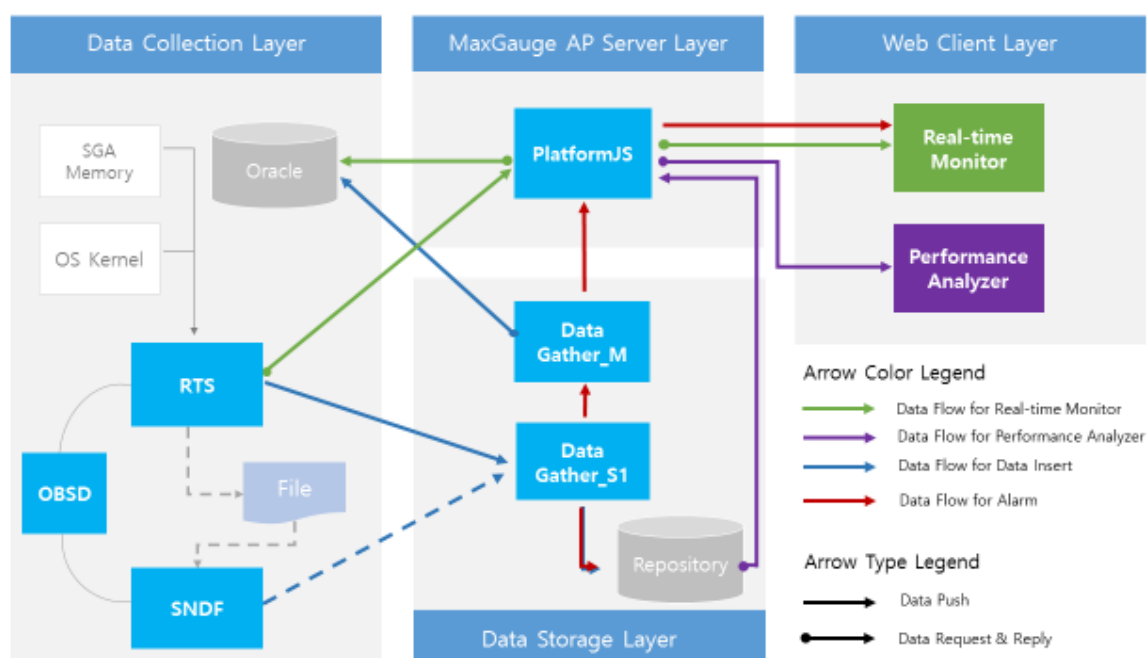 Data Collection Layer
MaxGauge AP Server Layer
Web Client Layer
SGA
Memory
OS Kernel
Oracle
RTS
OBSD
File
SNDF
PlatformJS
Data
Gather_M
Data
Gather_S1
Repository
Data Storage Layer
Real-time
Monitor
Performance
Analyzer
Arrow Color Legend
Data Flow for Real-time Monitor
Data Flow for Performance Analyzer
Data Flow for Data Insert
Data Flow for Alarm
Arrow Type Legend
Data Push
Data Request & Reply